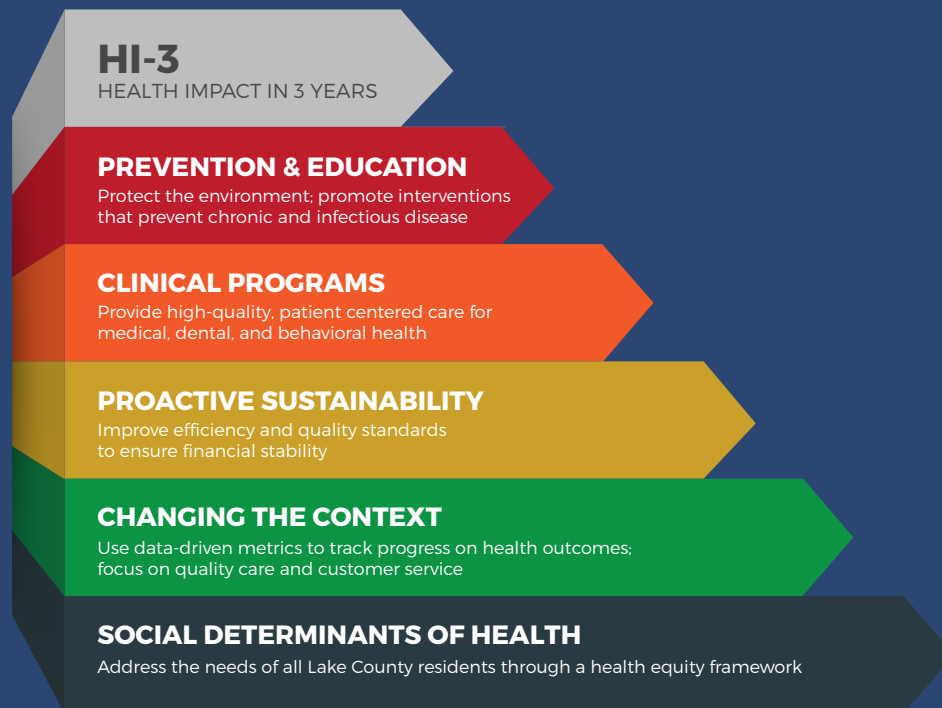 HI-3
HEALTH IMPACT IN 3 YEARS
PREVENTION & EDUCATION
Protect the environment; promote interventions
that prevent chronic and infectious disease
CLINICAL PROGRAMS
Provide high-quality, patient centered care for
medical, dental, and behavioral health
PROACTIVE SUSTAINABILITY
Improve efficiency and quality standards
to ensure financial stability
CHANGING THE CONTEXT
Use data-driven metrics to track progress on health outcomes;
focus on quality care and customer service
SOCIAL DETERMINANTS OF HEALTH
Address the needs of all Lake County residents through a health equity framework